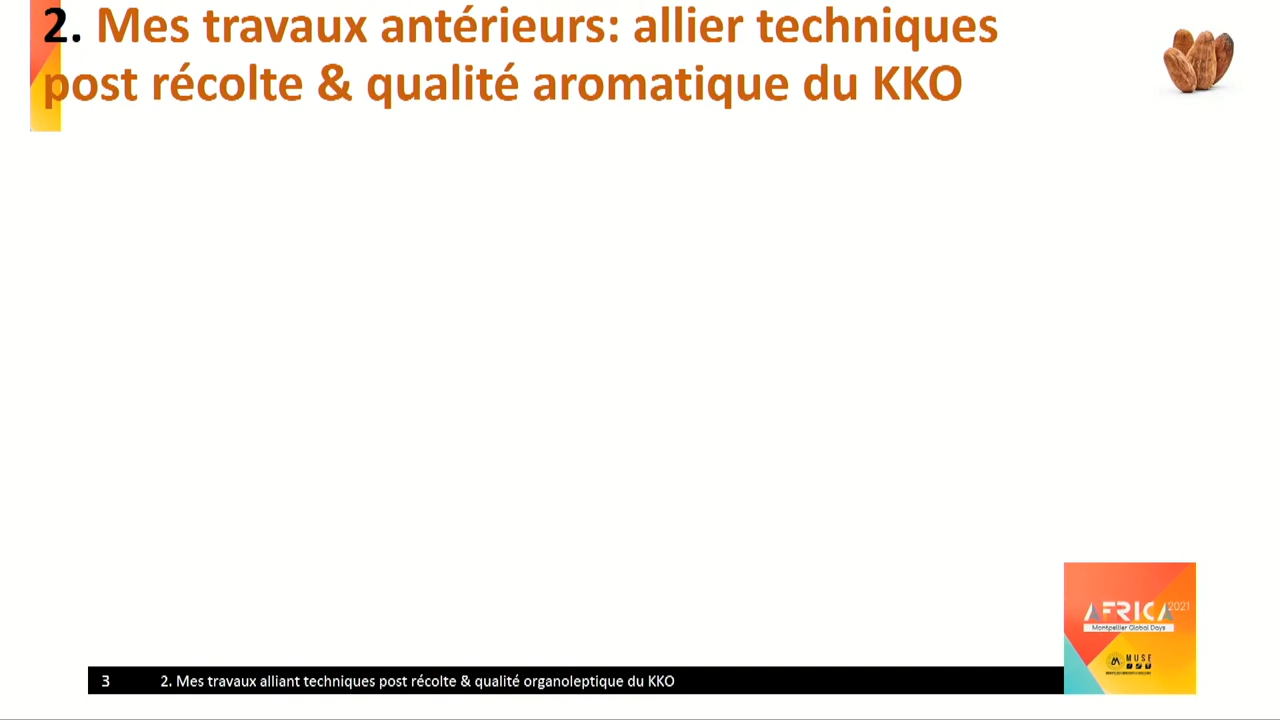 2. Mes travaux antérieurs: allier techniques
post récolte & qualité aromatique du KKO
AFRICA 2021
Montpellier Global Days
MUSE
3 2. Mes travaux alliant techniques post récolte & qualité organoleptique du KKO